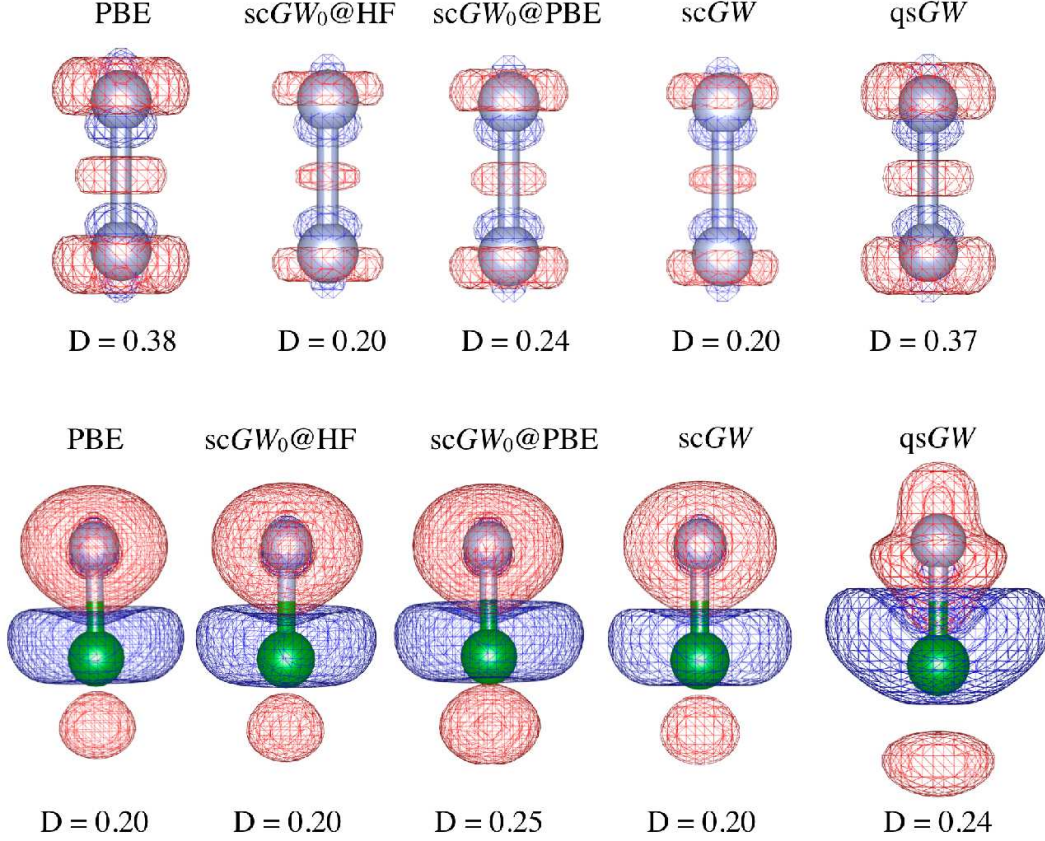 PBE scGW₀@HF scGW₀@PBE scGW qsGW
D = 0.38 D = 0.20 D = 0.24 D = 0.20 D = 0.37
PBE scGW₀@HF scGW₀@PBE scGW qsGW
D = 0.20 D = 0.20 D = 0.25 D = 0.20 D = 0.24